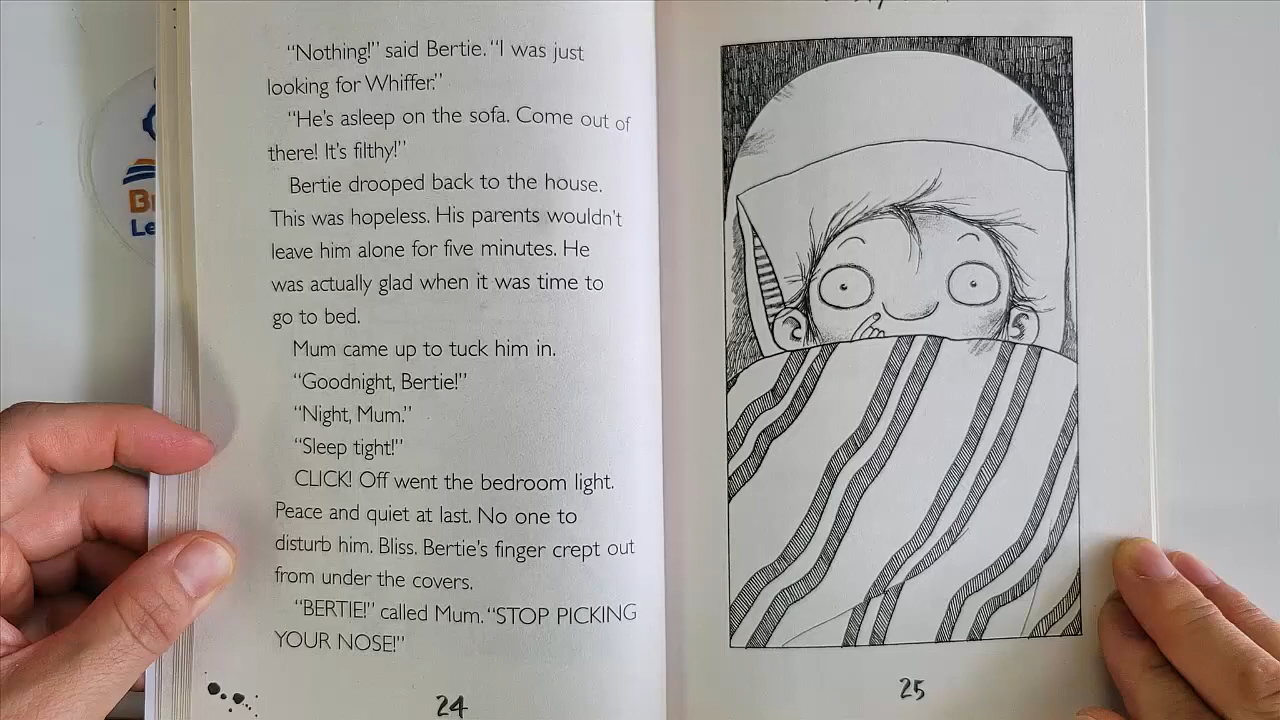 “Nothing!” said Bertie. “I was just
looking for Whiffer.”
“He’s asleep on the sofa. Come out of
there! It’s filthy!”
Bertie drooped back to the house.
This was hopeless. His parents wouldn’t
leave him alone for five minutes. He
was actually glad when it was time to
go to bed.
Mum came up to tuck him in.
“Goodnight, Bertie!”
“Night, Mum.”
“Sleep tight!”
CLICK! Off went the bedroom light.
Peace and quiet at last. No one to
disturb him. Bliss. Bertie’s finger crept out
from under the covers.
“BERTIE!” called Mum. “STOP PICKING
YOUR NOSE!”
24
25